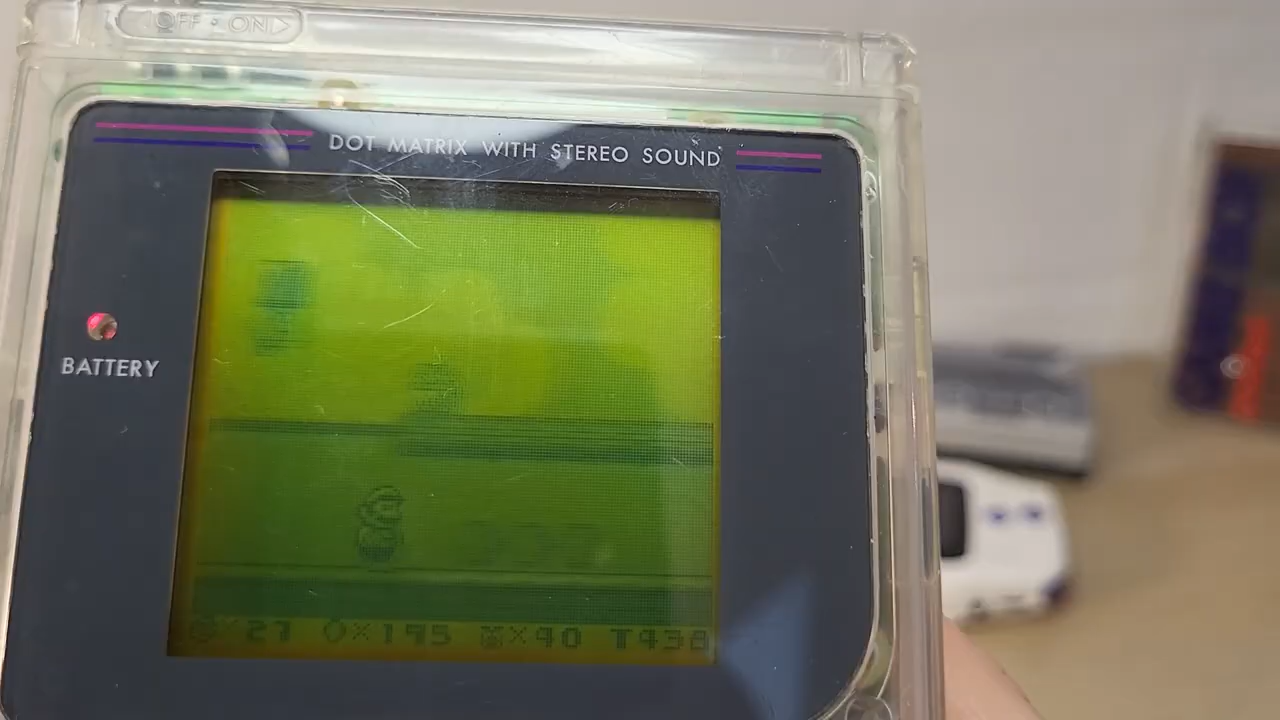 OFF • ON
DOT MATRIX WITH STEREO SOUND
BATTERY
×27 ×195 ×40 T438